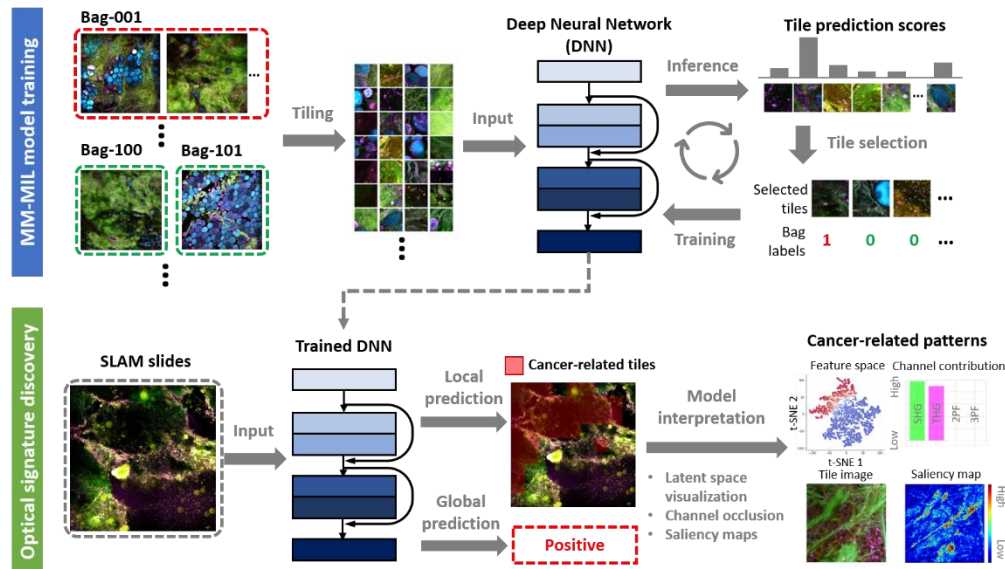 MM-MIL model training
Bag-001
...
Bag-100
Bag-101
Tiling
Input
Deep Neural Network
(DNN)
Inference
Training
Tile prediction scores
...
Tile selection
Selected
tiles
...
Bag
labels
1
0
0
...
Optical signature discovery
SLAM slides
Input
Trained DNN
Local
prediction
Global
prediction
Cancer-related tiles
Positive
Model
interpretation
• Latent space
visualization
• Channel occlusion
• Saliency maps
Cancer-related patterns
Feature space
t-SNE 2
t-SNE 1
Channel contribution
High
Low
SHG
THG
2PF
3PF
Tile image
Saliency map
High
Low